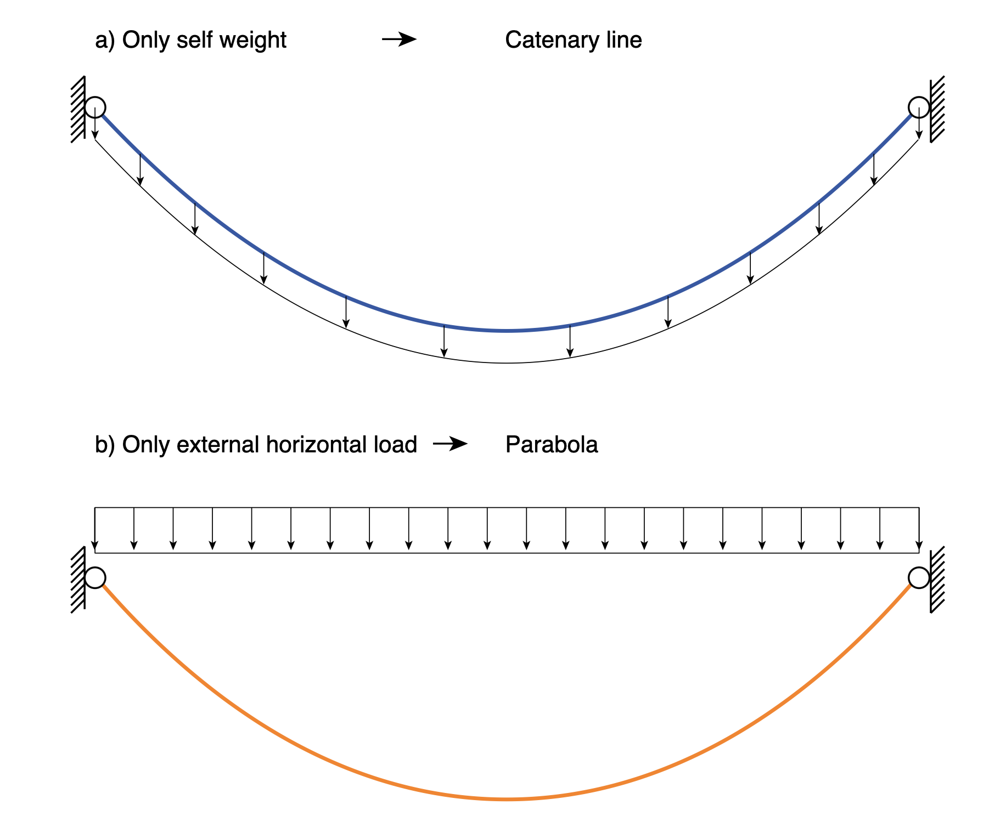 a) Only self weight → Catenary line
b) Only external horizontal load → Parabola